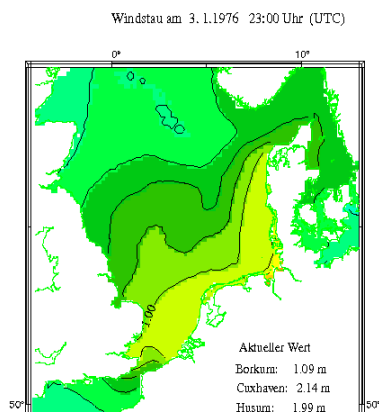 Windstau am 3. 1.1976 23:00 Uhr (UTC)
0° 10°
1.00
Aktueller Wert
Borkum: 1.09 m
Cuxhaven: 2.14 m
50° Husum: 1.99 m 50°